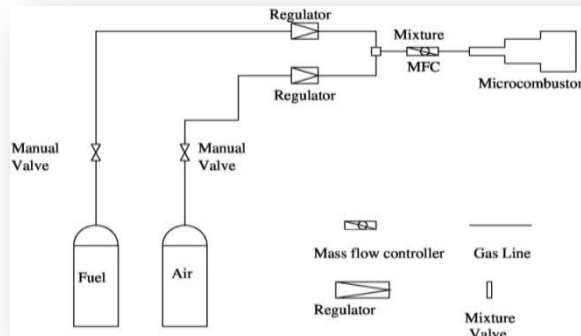 Regulator
Mixture
MFC
Microcombustor
Regulator
Manual
Valve
Manual
Valve
Fuel
Air
Mass flow controller
Gas Line
Regulator
Mixture
Valve